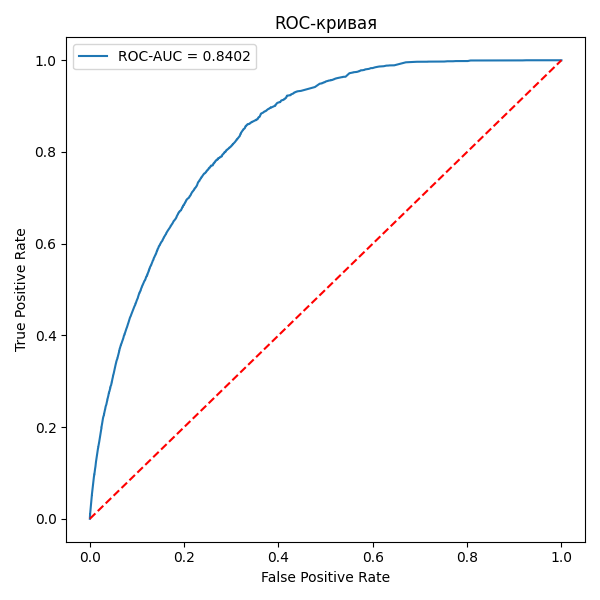 ROC-кривая
ROC-AUC = 0.8402
True Positive Rate
1.0
0.8
0.6
0.4
0.2
0.0
0.0 0.2 0.4 0.6 0.8 1.0
False Positive Rate